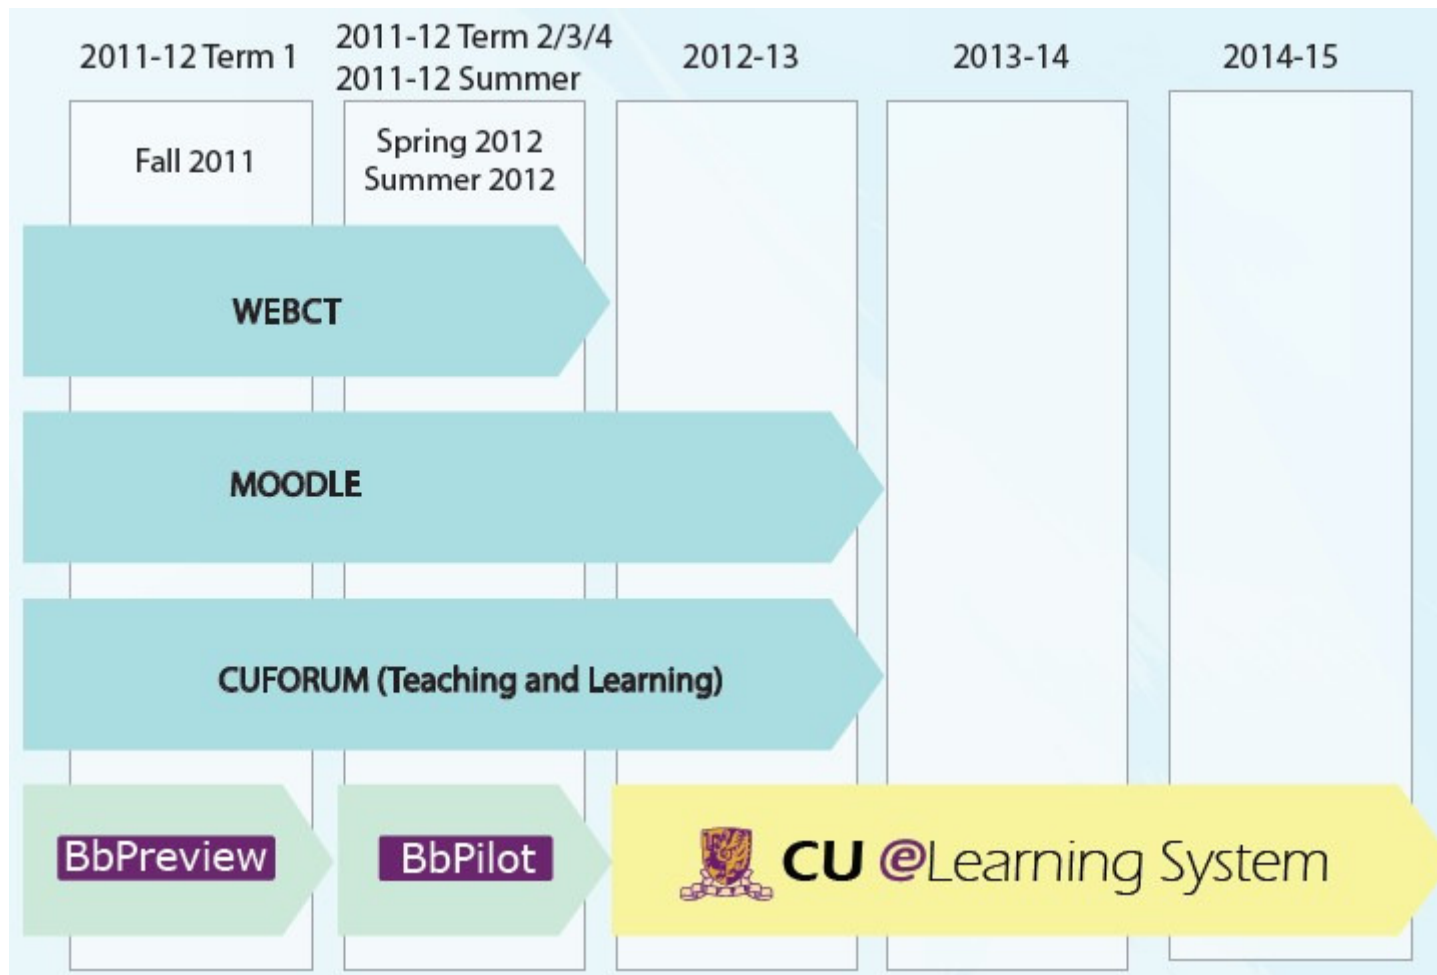 2011-12 Term 1
2011-12 Term 2/3/4
2011-12 Summer
2012-13
2013-14
2014-15
Fall 2011
Spring 2012
Summer 2012
WEBCT
MOODLE
CUFORUM (Teaching and Learning)
BbPreview
BbPilot
CU eLearning System